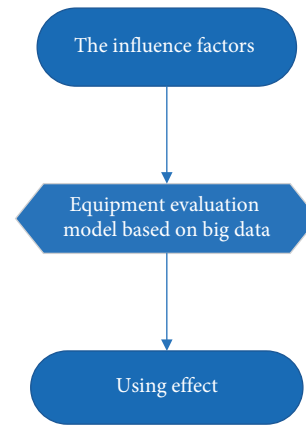 The influence factors
Equipment evaluation
model based on big data
Using effect